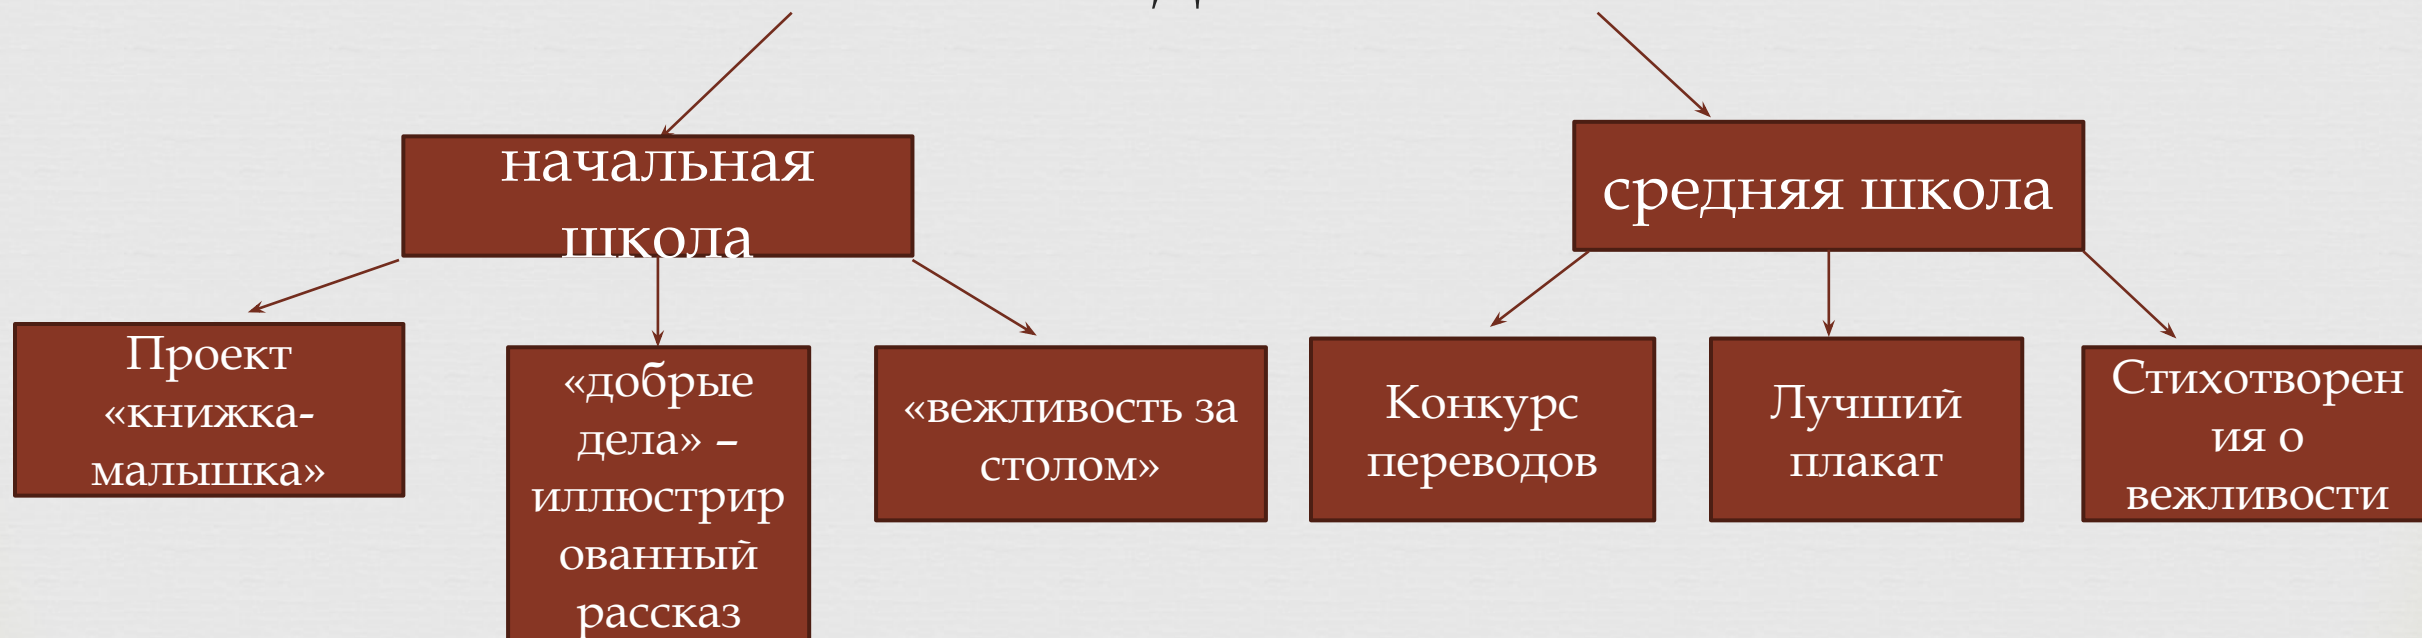 начальная
школа
средняя школа
Проект
«книжка-
малышка»
«добрые
дела» –
иллюстрир
ованный
рассказ
«вежливость за
столом»
Конкурс
переводов
Лучший
плакат
Стихотворен
ия о
вежливости